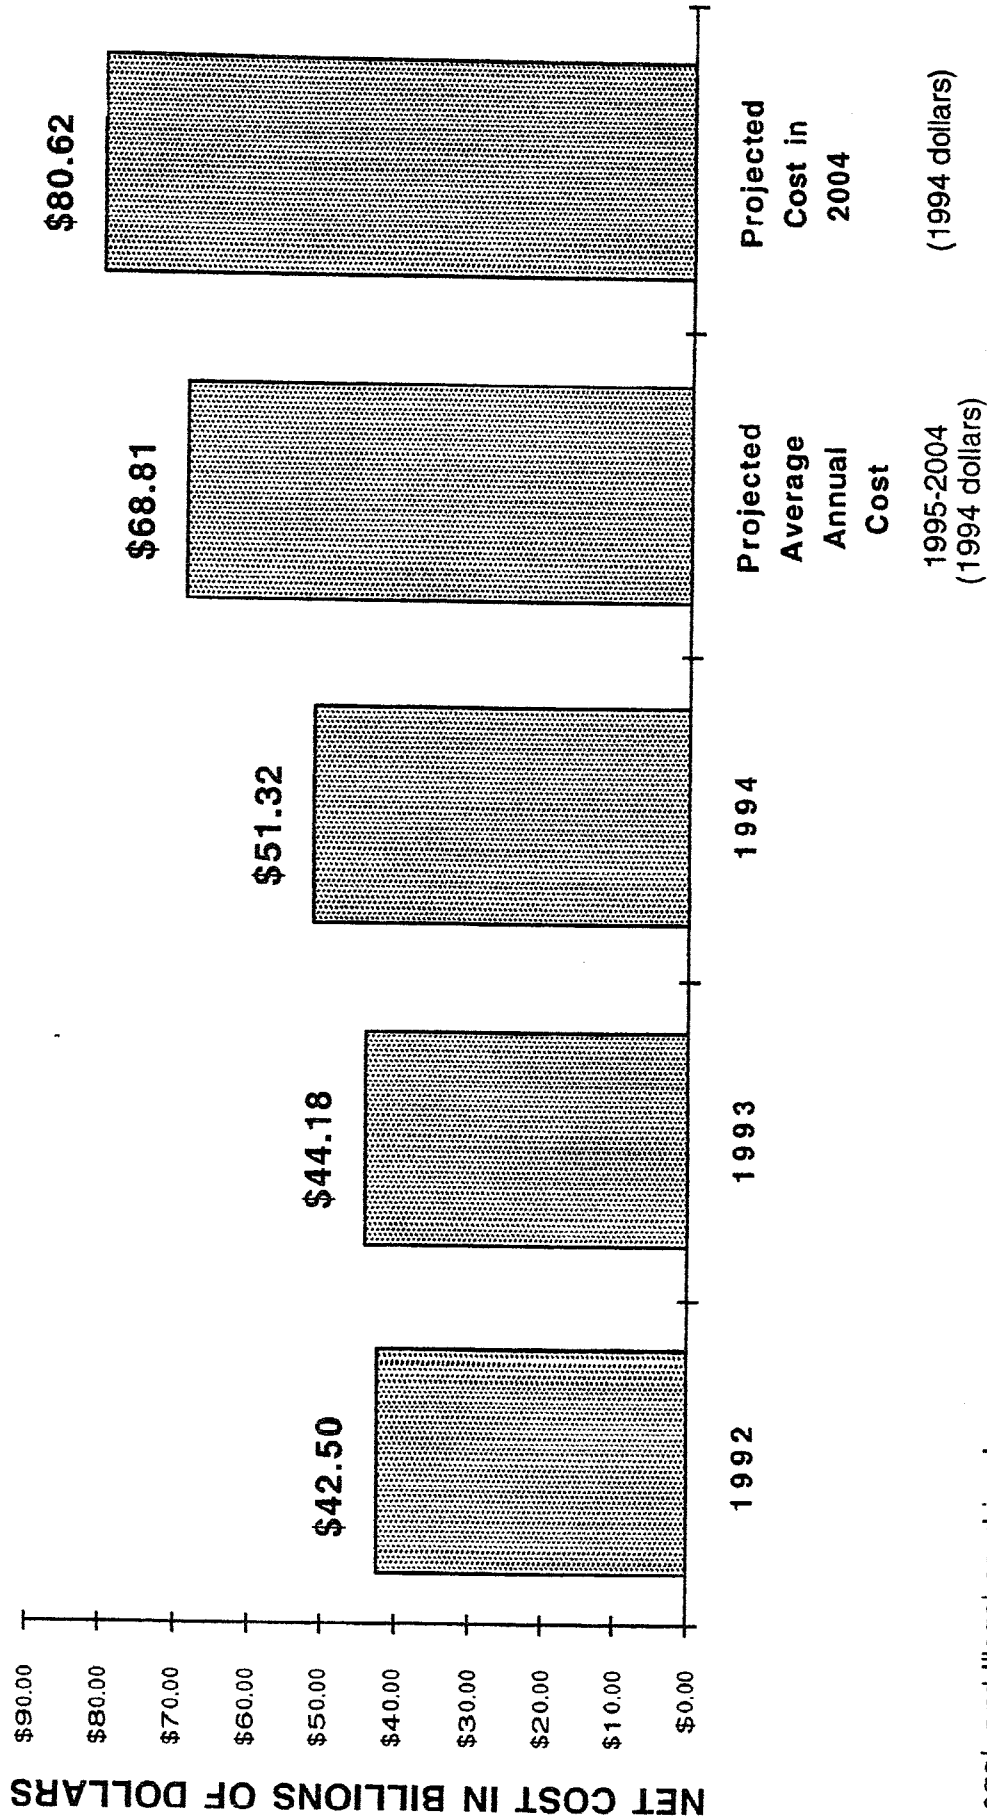 NET COST IN BILLIONS OF DOLLARS
$90.00
$80.00
$70.00
$60.00
$50.00
$40.00
$30.00
$20.00
$10.00
$0.00
$42.50
$44.18
$51.32
$68.81
$80.62
1992
1993
1994
Projected
Average
Annual
Cost
1995-2004
(1994 dollars)
Projected
Cost in
2004
(1994 dollars)